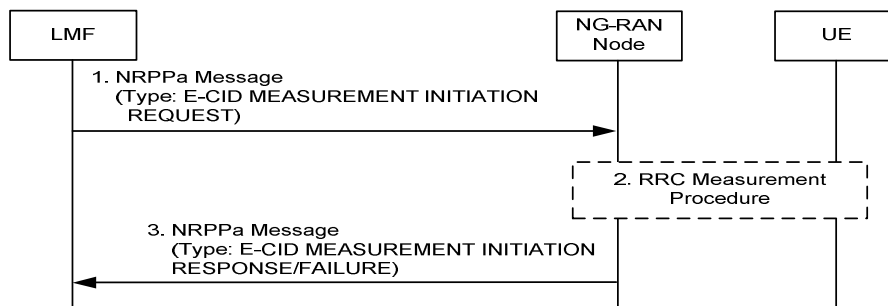 LMF
NG-RAN
Node
UE
1. NRPPa Message
(Type: E-CID MEASUREMENT INITIATION
REQUEST)
2. RRC Measurement
Procedure
3. NRPPa Message
(Type: E-CID MEASUREMENT INITIATION
RESPONSE/FAILURE)